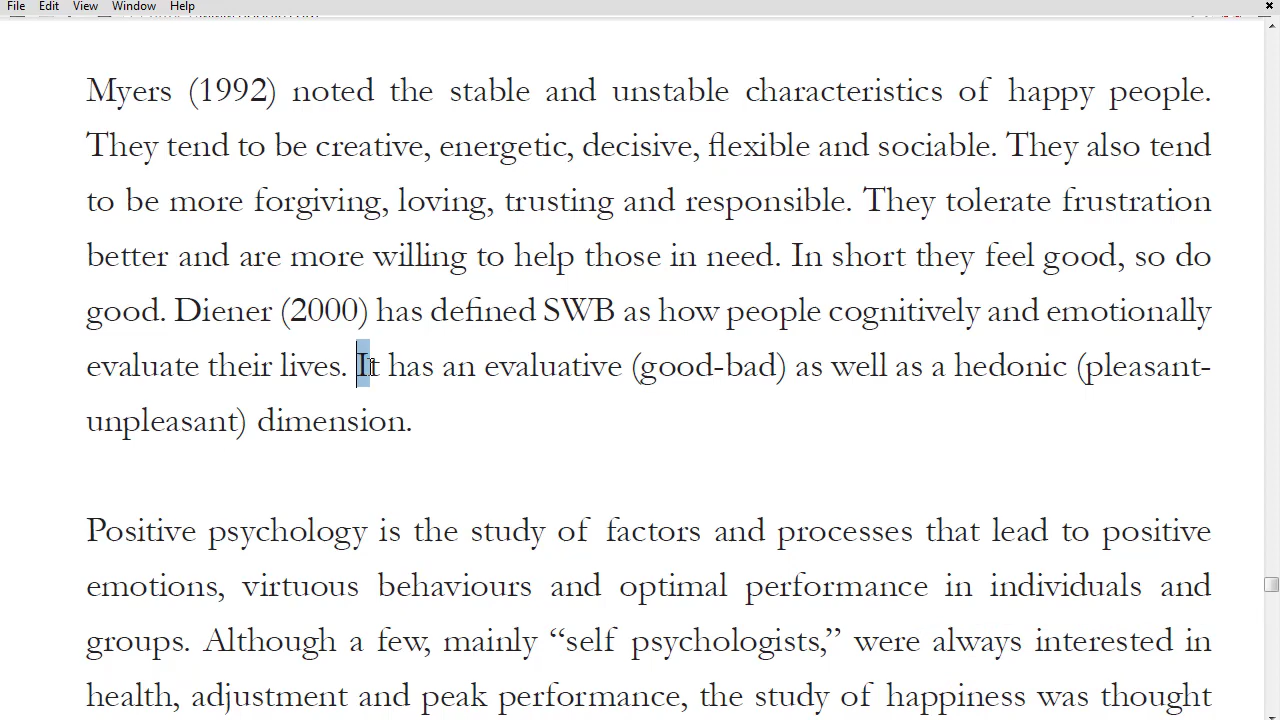 File Edit View Window Help
Myers (1992) noted the stable and unstable characteristics of happy people.
They tend to be creative, energetic, decisive, flexible and sociable. They also tend
to be more forgiving, loving, trusting and responsible. They tolerate frustration
better and are more willing to help those in need. In short they feel good, so do
good. Diener (2000) has defined SWB as how people cognitively and emotionally
evaluate their lives. It has an evaluative (good-bad) as well as a hedonic (pleasant-
unpleasant) dimension.
Positive psychology is the study of factors and processes that lead to positive
emotions, virtuous behaviours and optimal performance in individuals and
groups. Although a few, mainly “self psychologists,” were always interested in
health, adjustment and peak performance, the study of happiness was thought